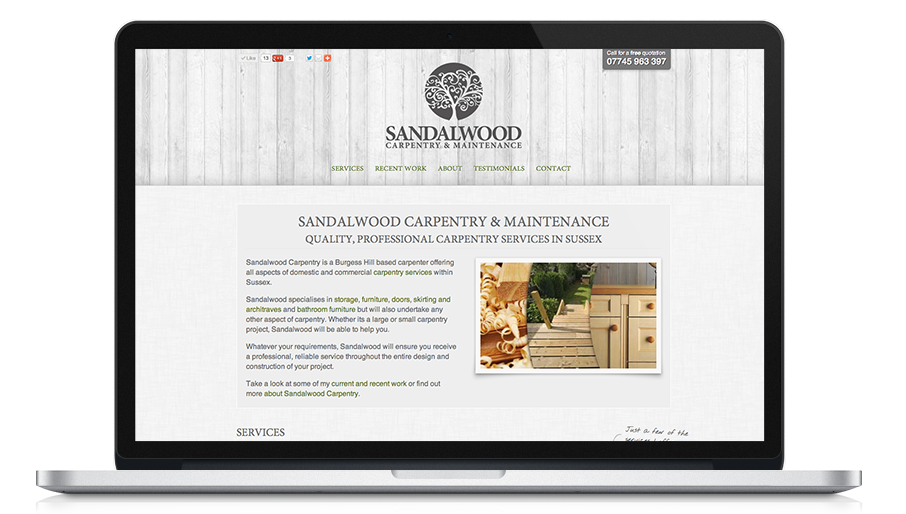 Like 13 +1 3
Call for a free quotation
07745 963 397
SANDALWOOD
CARPENTRY & MAINTENANCE
SERVICES RECENT WORK ABOUT TESTIMONIALS CONTACT
SANDALWOOD CARPENTRY & MAINTENANCE
QUALITY, PROFESSIONAL CARPENTRY SERVICES IN SUSSEX
Sandalwood Carpentry is a Burgess Hill based carpenter offering
all aspects of domestic and commercial carpentry services within
Sussex.
Sandalwood specialises in storage, furniture, doors, skirting and
architraves and bathroom furniture but will also undertake any
other aspect of carpentry. Whether its a large or small carpentry
project, Sandalwood will be able to help you.
Whatever your requirements, Sandalwood will ensure you receive
a professional, reliable service throughout the entire design and
construction of your project.
Take a look at some of my current and recent work or find out
more about Sandalwood Carpentry.
SERVICES
Just a few of the